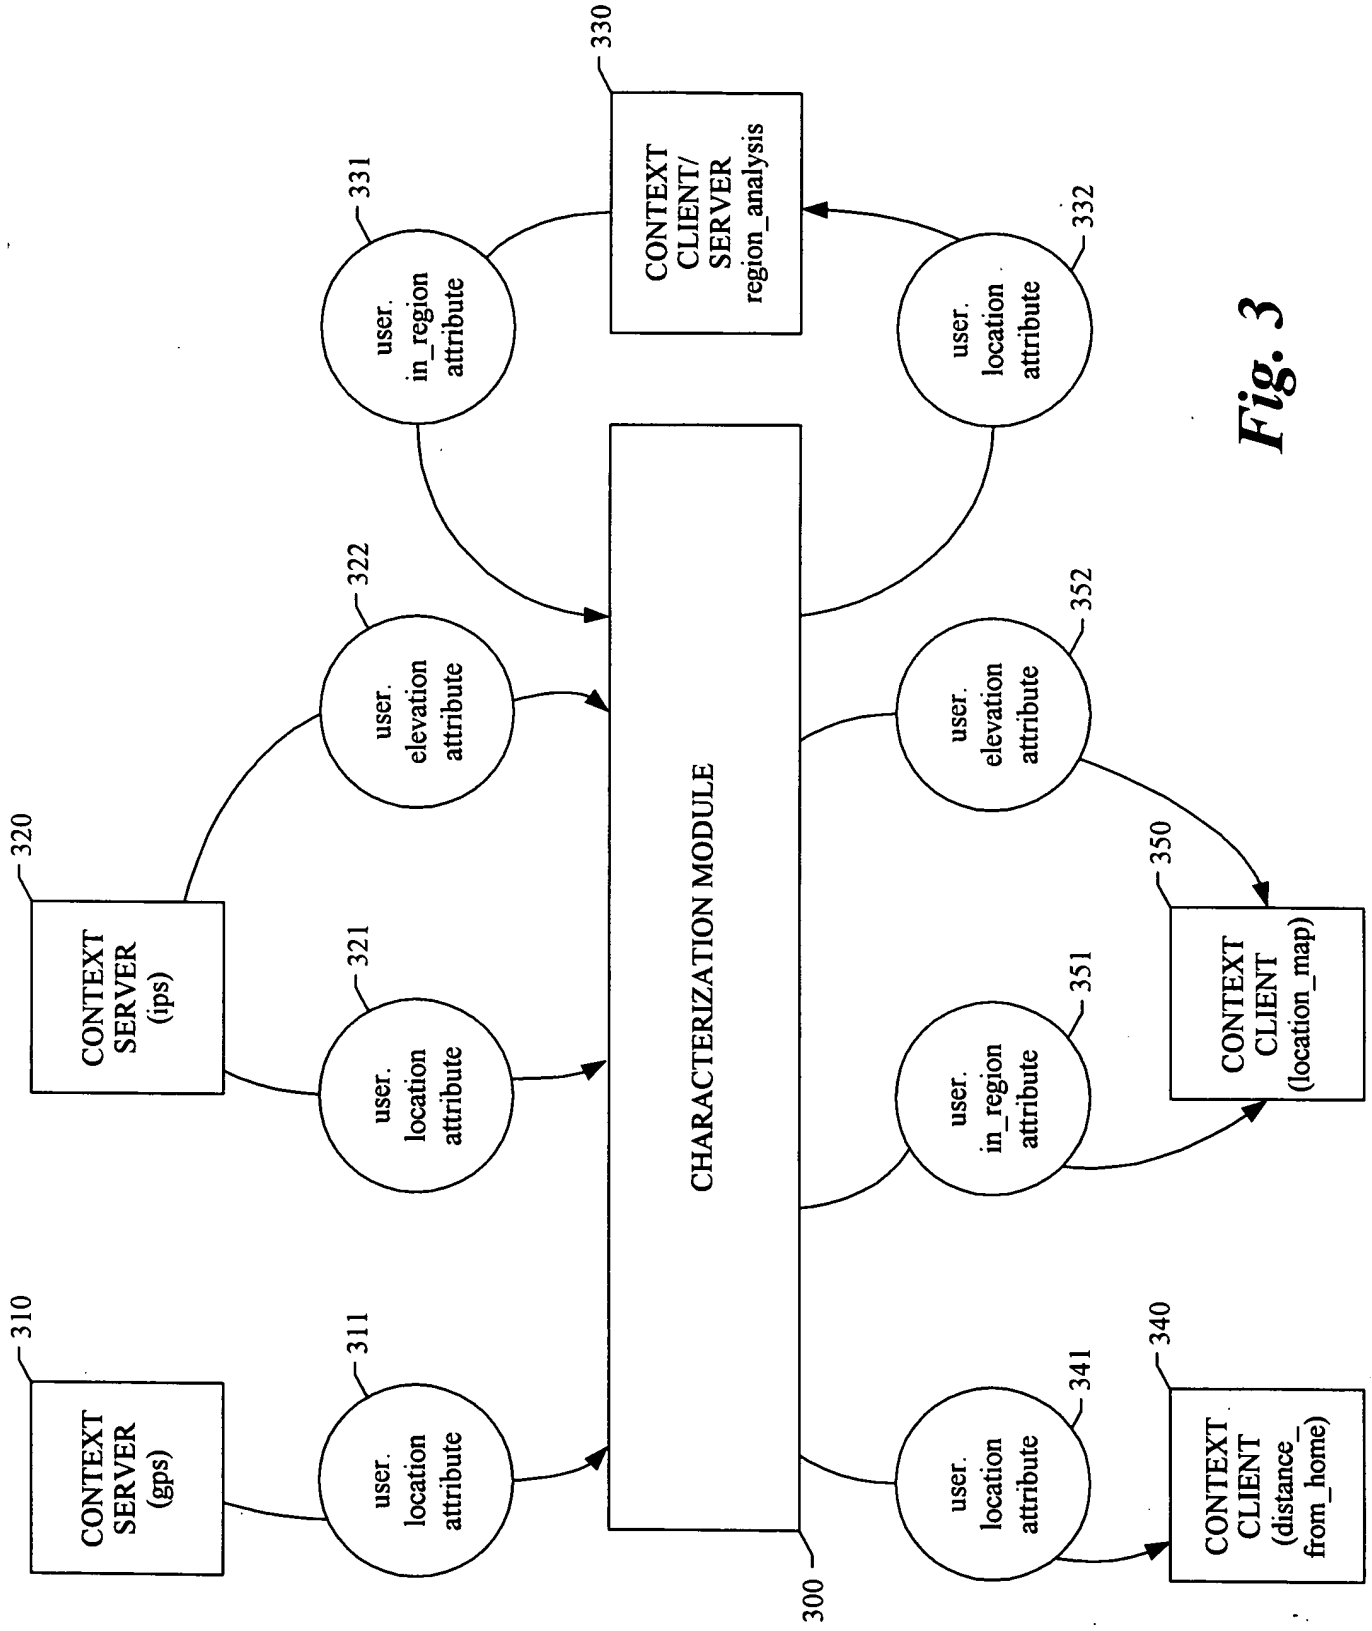 310
CONTEXT
SERVER
(gps)
320
CONTEXT
SERVER
(ips)
311
user.
location
attribute
321
user.
location
attribute
322
user.
elevation
attribute
331
user.
in_region
attribute
300
CHARACTERIZATION MODULE
330
CONTEXT
CLIENT/
SERVER
region_analysis
341
user.
location
attribute
351
user.
in_region
attribute
352
user.
elevation
attribute
332
user.
location
attribute
340
CONTEXT
CLIENT
(distance_
from_home)
350
CONTEXT
CLIENT
(location_map)
Fig. 3